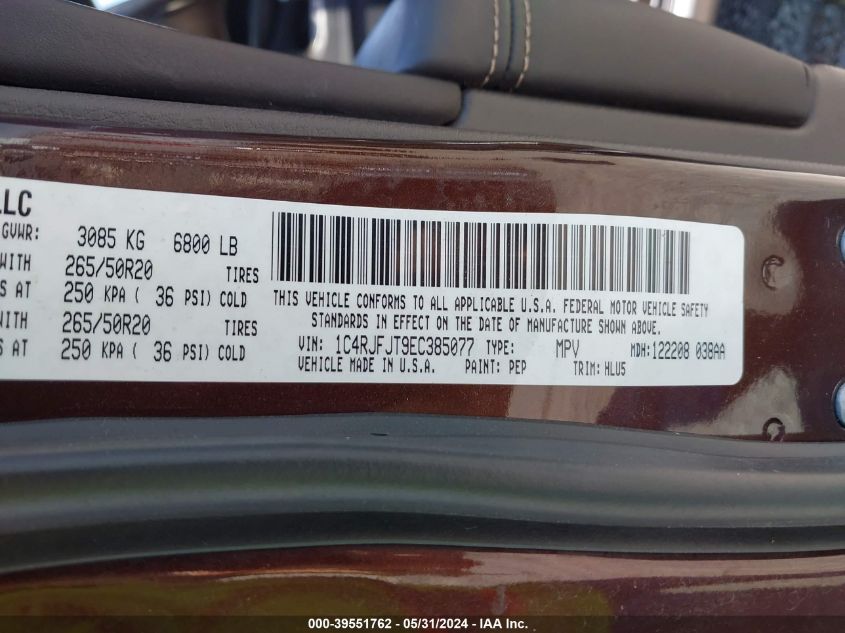 LLC
GVWR: 3085 KG 6800 LB
WITH 265/50R20 TIRES
S AT 250 KPA ( 36 PSI) COLD
WITH 265/50R20 TIRES
S AT 250 KPA ( 36 PSI) COLD
THIS VEHICLE CONFORMS TO ALL APPLICABLE U.S.A. FEDERAL MOTOR VEHICLE SAFETY
STANDARDS IN EFFECT ON THE DATE OF MANUFACTURE SHOWN ABOVE.
VIN: 1C4RJFJT9EC385077 TYPE: MPV MDH:122208 038AA
VEHICLE MADE IN U.S.A. PAINT: PEP TRIM: HLU5
000-39551762 - 05/31/2024 - IAA Inc.